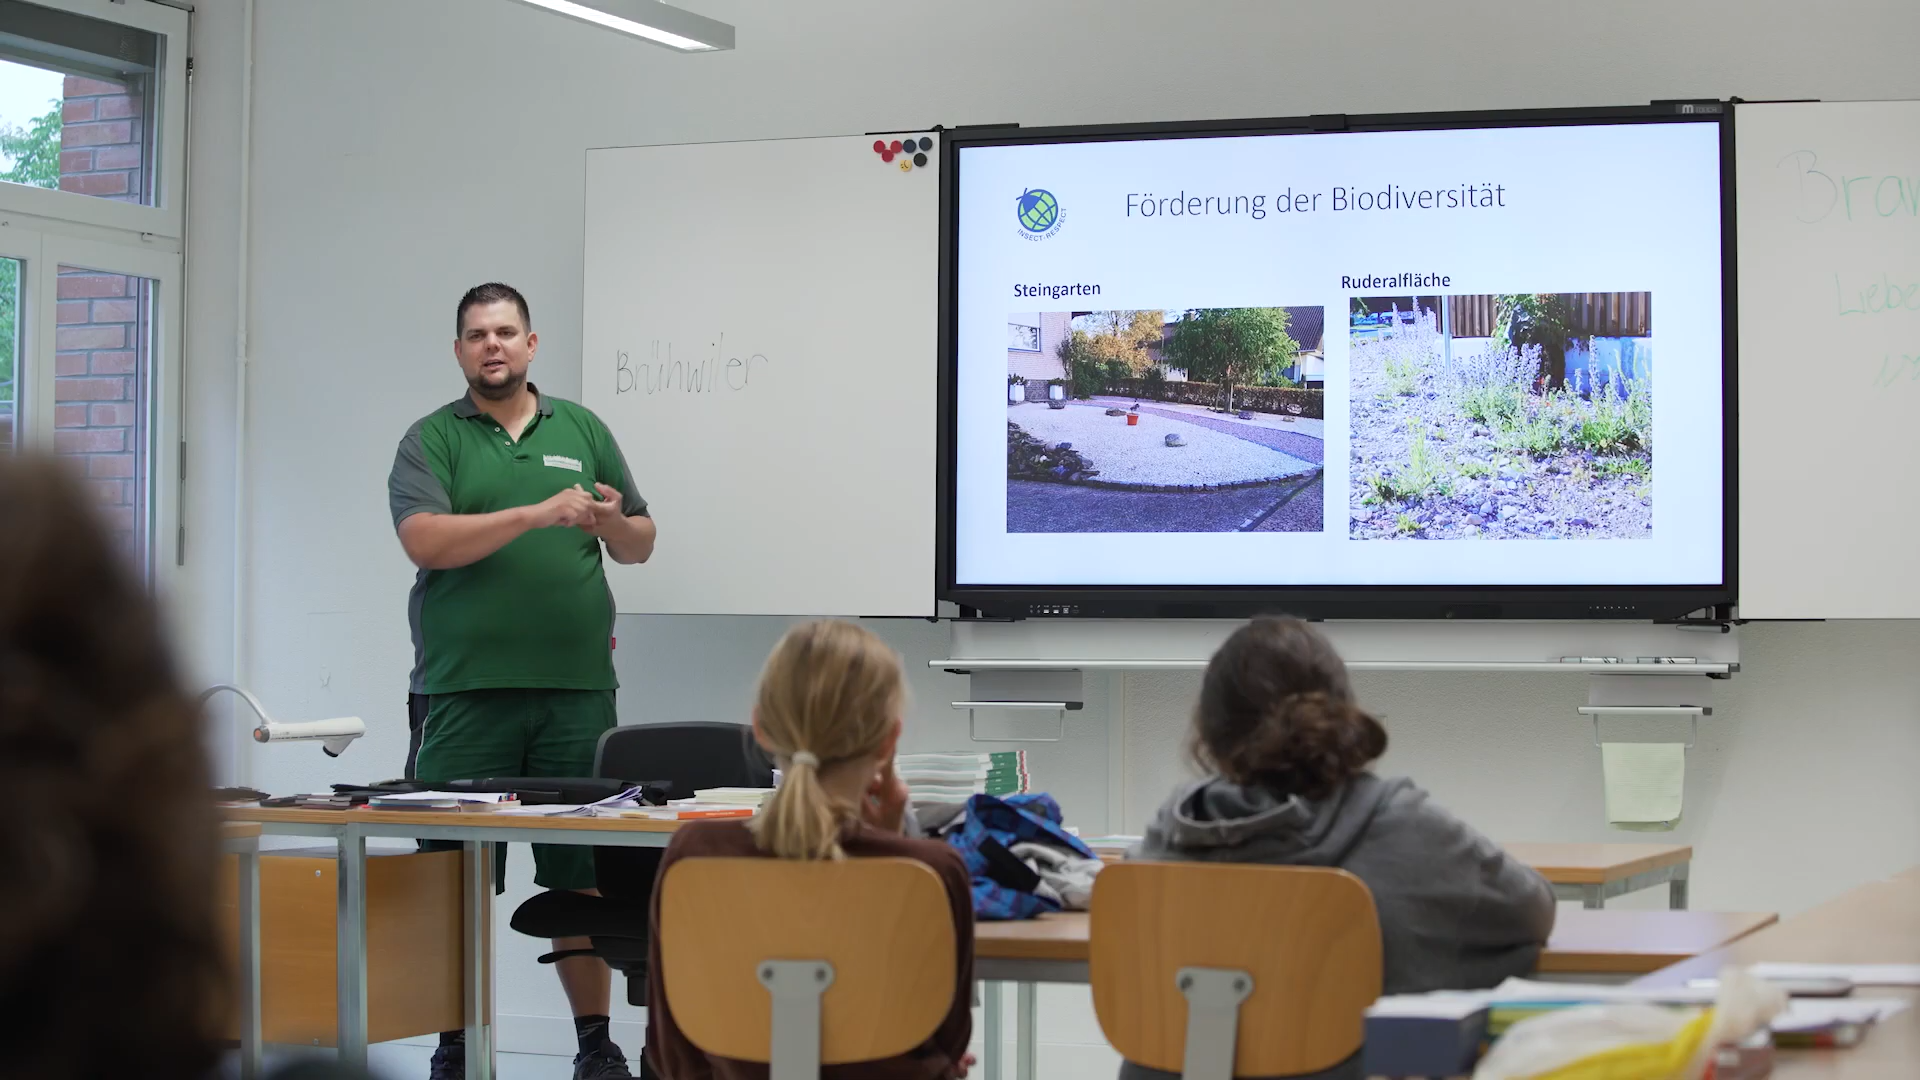 Brühwiler
Förderung der Biodiversität
INSECT-RESPECT
Steingarten
Ruderalfläche